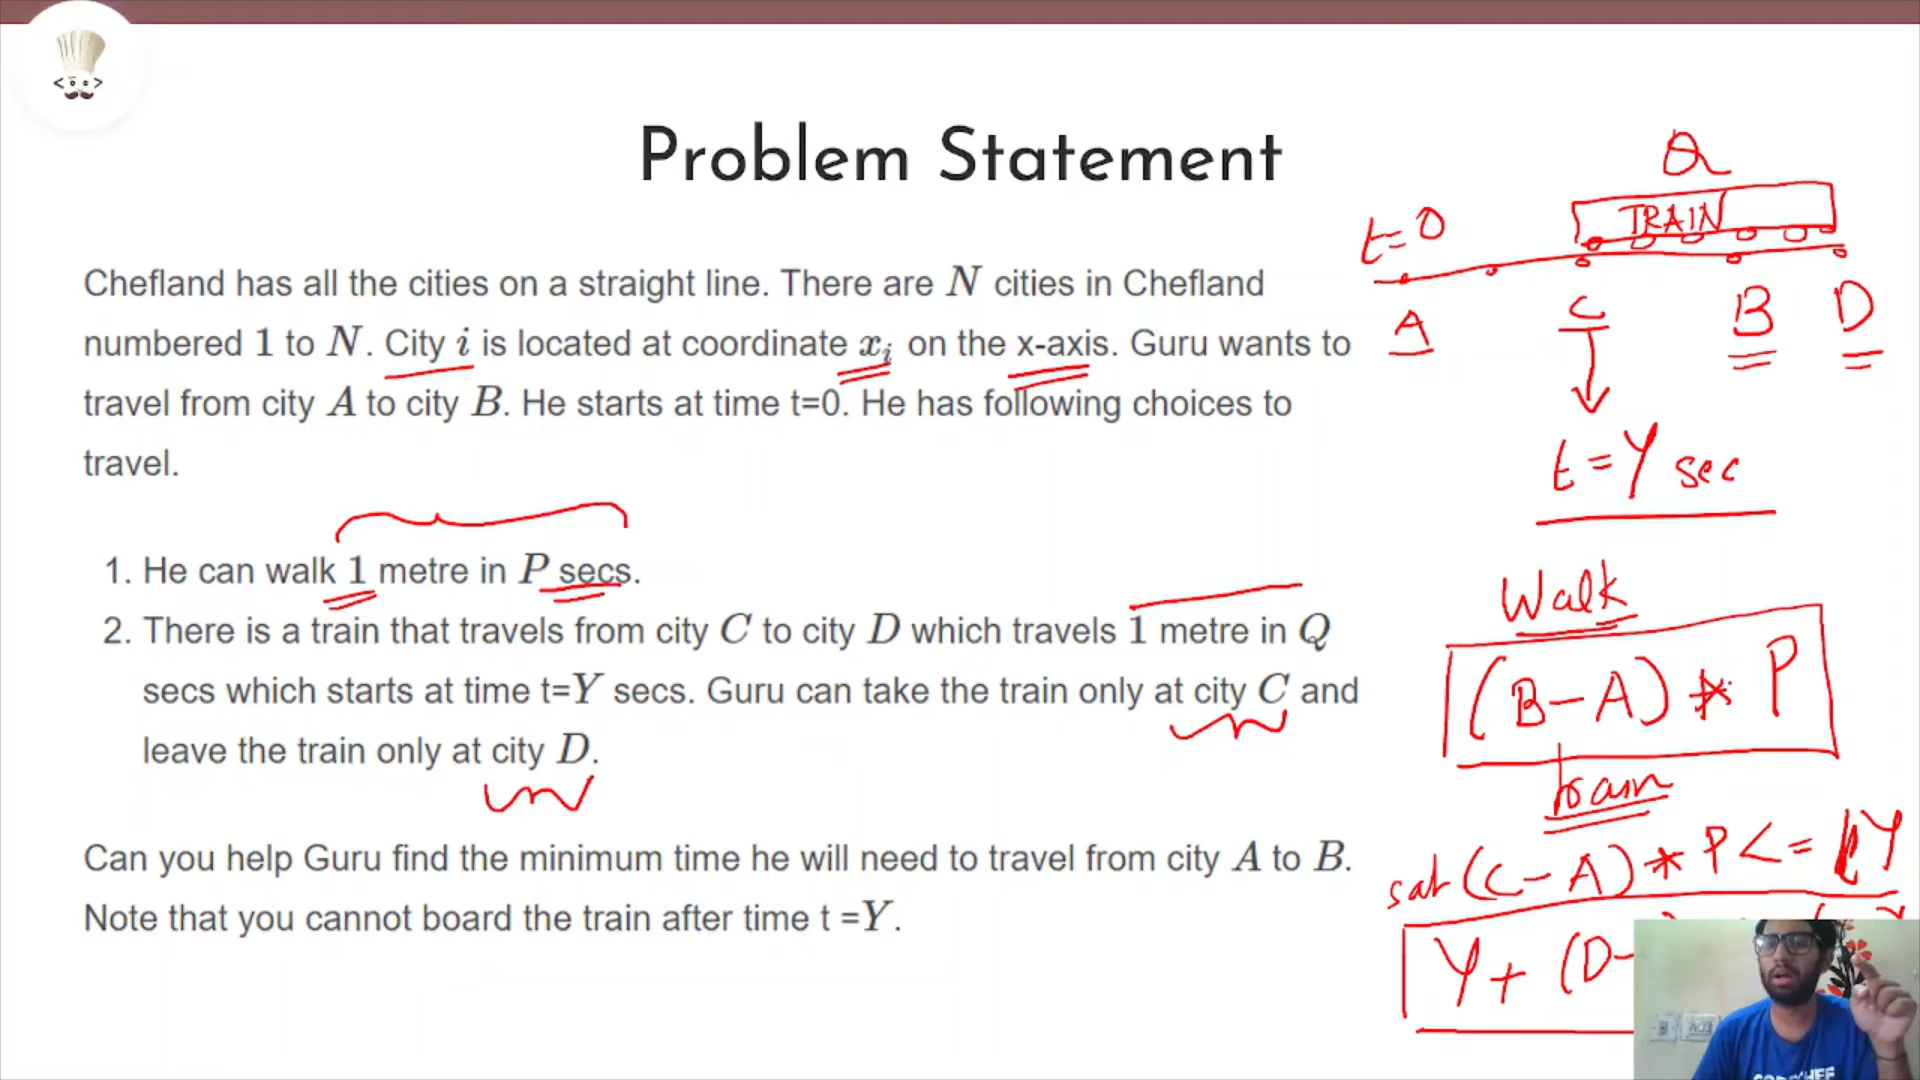 Problem Statement
Chefland has all the cities on a straight line. There are N cities in Chefland
numbered 1 to N. City i is located at coordinate xᵢ on the x-axis. Guru wants to
travel from city A to city B. He starts at time t=0. He has following choices to
travel.
1. He can walk 1 metre in P secs.
2. There is a train that travels from city C to city D which travels 1 metre in Q
secs which starts at time t=Y secs. Guru can take the train only at city C and
leave the train only at city D.
Can you help Guru find the minimum time he will need to travel from city A to B.
Note that you cannot board the train after time t =Y.
Q
TRAIN
t=0
A C B D
t=Y sec
Walk
(B-A) * P
train
(C-A) * P <= Y
Y + (D-